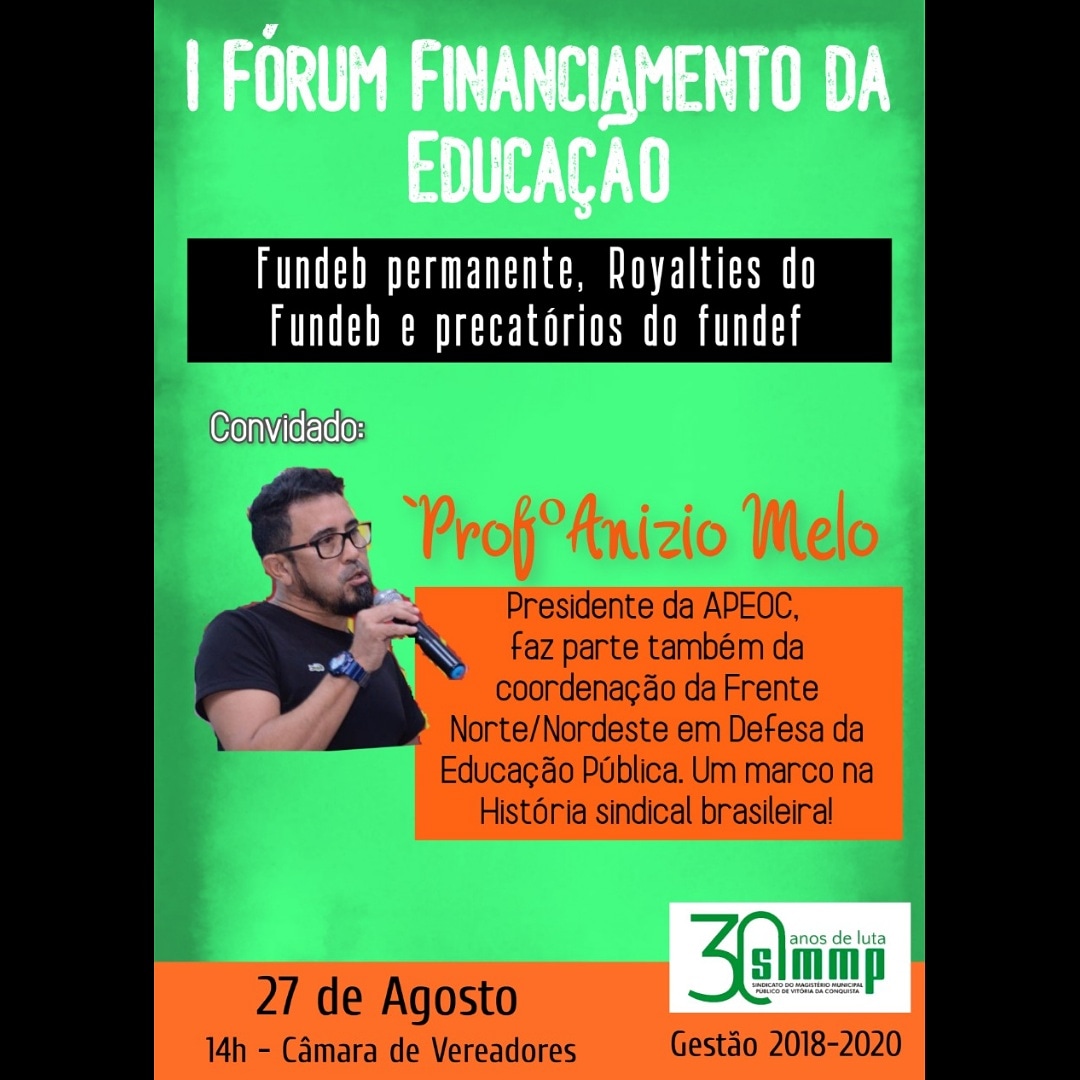 I FÓRUM FINANCIAMENTO DA
EDUCAÇÃO
Fundeb permanente, Royalties do
Fundeb e precatórios do fundef
Convidado:
`Profº Anizio Melo
Presidente da APEOC,
faz parte também da
coordenação da Frente
Norte/Nordeste em Defesa da
Educação Pública. Um marco na
História sindical brasileira!
30 anos de luta
simmp
SINDICATO DO MAGISTÉRIO MUNICIPAL
PÚBLICO DE VITÓRIA DA CONQUISTA
27 de Agosto
14h - Câmara de Vereadores
Gestão 2018-2020